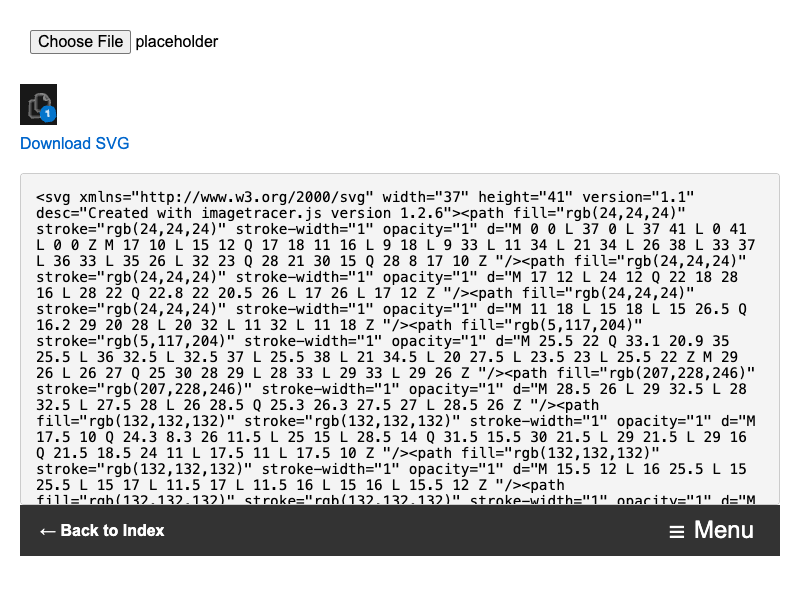 Choose File placeholder
1
Download SVG
<svg xmlns="http://www.w3.org/2000/svg" width="37" height="41" version="1.1"
desc="Created with imagetracer.js version 1.2.6"><path fill="rgb(24,24,24)"
stroke="rgb(24,24,24)" stroke-width="1" opacity="1" d="M 0 0 L 37 0 L 37 41 L 0 41
L 0 0 Z M 17 10 L 15 12 Q 17 18 11 16 L 9 18 L 9 33 L 11 34 L 21 34 L 26 38 L 33 37
L 36 33 L 35 26 L 32 23 Q 28 21 30 15 Q 28 8 17 10 Z "/><path fill="rgb(24,24,24)"
stroke="rgb(24,24,24)" stroke-width="1" opacity="1" d="M 17 12 L 24 12 Q 22 18 28
16 L 28 22 Q 22.8 22 20.5 26 L 17 26 L 17 12 Z "/><path fill="rgb(24,24,24)"
stroke="rgb(24,24,24)" stroke-width="1" opacity="1" d="M 11 18 L 15 18 L 15 26.5 Q
16.2 29 20 28 L 20 32 L 11 32 L 11 18 Z "/><path fill="rgb(5,117,204)"
stroke="rgb(5,117,204)" stroke-width="1" opacity="1" d="M 25.5 22 Q 33.1 20.9 35
25.5 L 36 32.5 L 32.5 37 L 25.5 38 L 21 34.5 L 20 27.5 L 23.5 23 L 25.5 22 Z M 29
26 L 26 27 Q 25 30 28 29 L 28 33 L 29 33 L 29 26 Z "/><path fill="rgb(207,228,246)"
stroke="rgb(207,228,246)" stroke-width="1" opacity="1" d="M 28.5 26 L 29 32.5 L 28
32.5 L 27.5 28 L 26 28.5 Q 25.3 26.3 27.5 27 L 28.5 26 Z "/><path
fill="rgb(132,132,132)" stroke="rgb(132,132,132)" stroke-width="1" opacity="1" d="M
17.5 10 Q 24.3 8.3 26 11.5 L 25 15 L 28.5 14 Q 31.5 15.5 30 21.5 L 29 21.5 L 29 16
Q 21.5 18.5 24 11 L 17.5 11 L 17.5 10 Z "/><path fill="rgb(132,132,132)"
stroke="rgb(132,132,132)" stroke-width="1" opacity="1" d="M 15.5 12 L 16 25.5 L 15
25.5 L 15 17 L 11.5 17 L 11.5 16 L 15 16 L 15.5 12 Z "/><path
fill="rgb(132,132,132)" stroke="rgb(132,132,132)" stroke-width="1" opacity="1" d="M
← Back to Index
≡ Menu